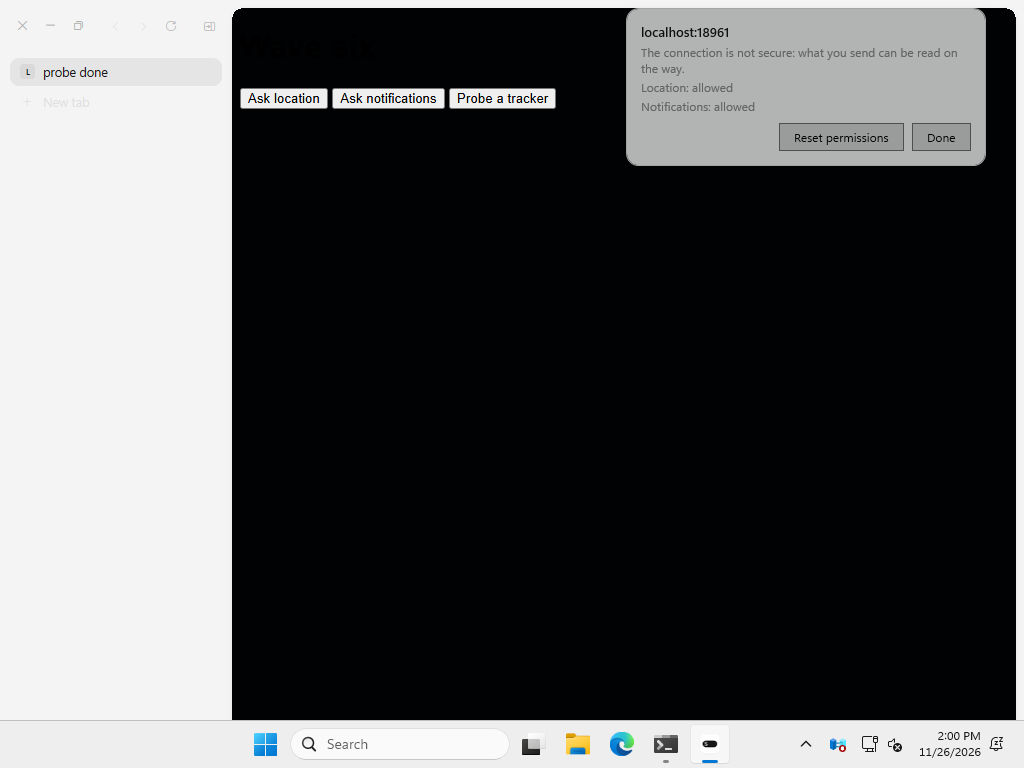 L probe done
+ New tab
Wave six
Ask location
Ask notifications
Probe a tracker
localhost:18961
The connection is not secure: what you send can be read on
the way.
Location: allowed
Notifications: allowed
Reset permissions
Done
Search
2:00 PM
11/26/2026